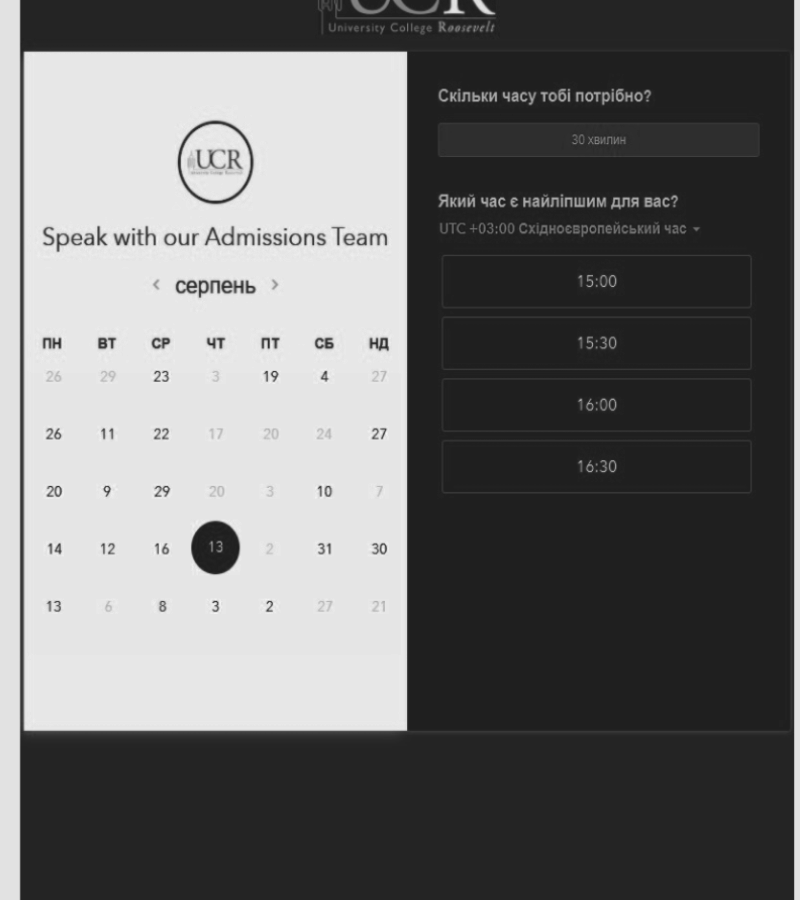 UCR
University College Roosevelt
UCR
Speak with our Admissions Team
< серпень >
ПН ВТ СР ЧТ ПТ СБ НД
26 29 23 3 19 4 27
26 11 22 17 20 24 27
20 9 29 20 3 10 7
14 12 16 13 2 31 30
13 6 8 3 2 27 21
Скільки часу тобі потрібно?
30 хвилин
Який час є найліпшим для вас?
UTC +03:00 Східноєвропейський час
15:00
15:30
16:00
16:30